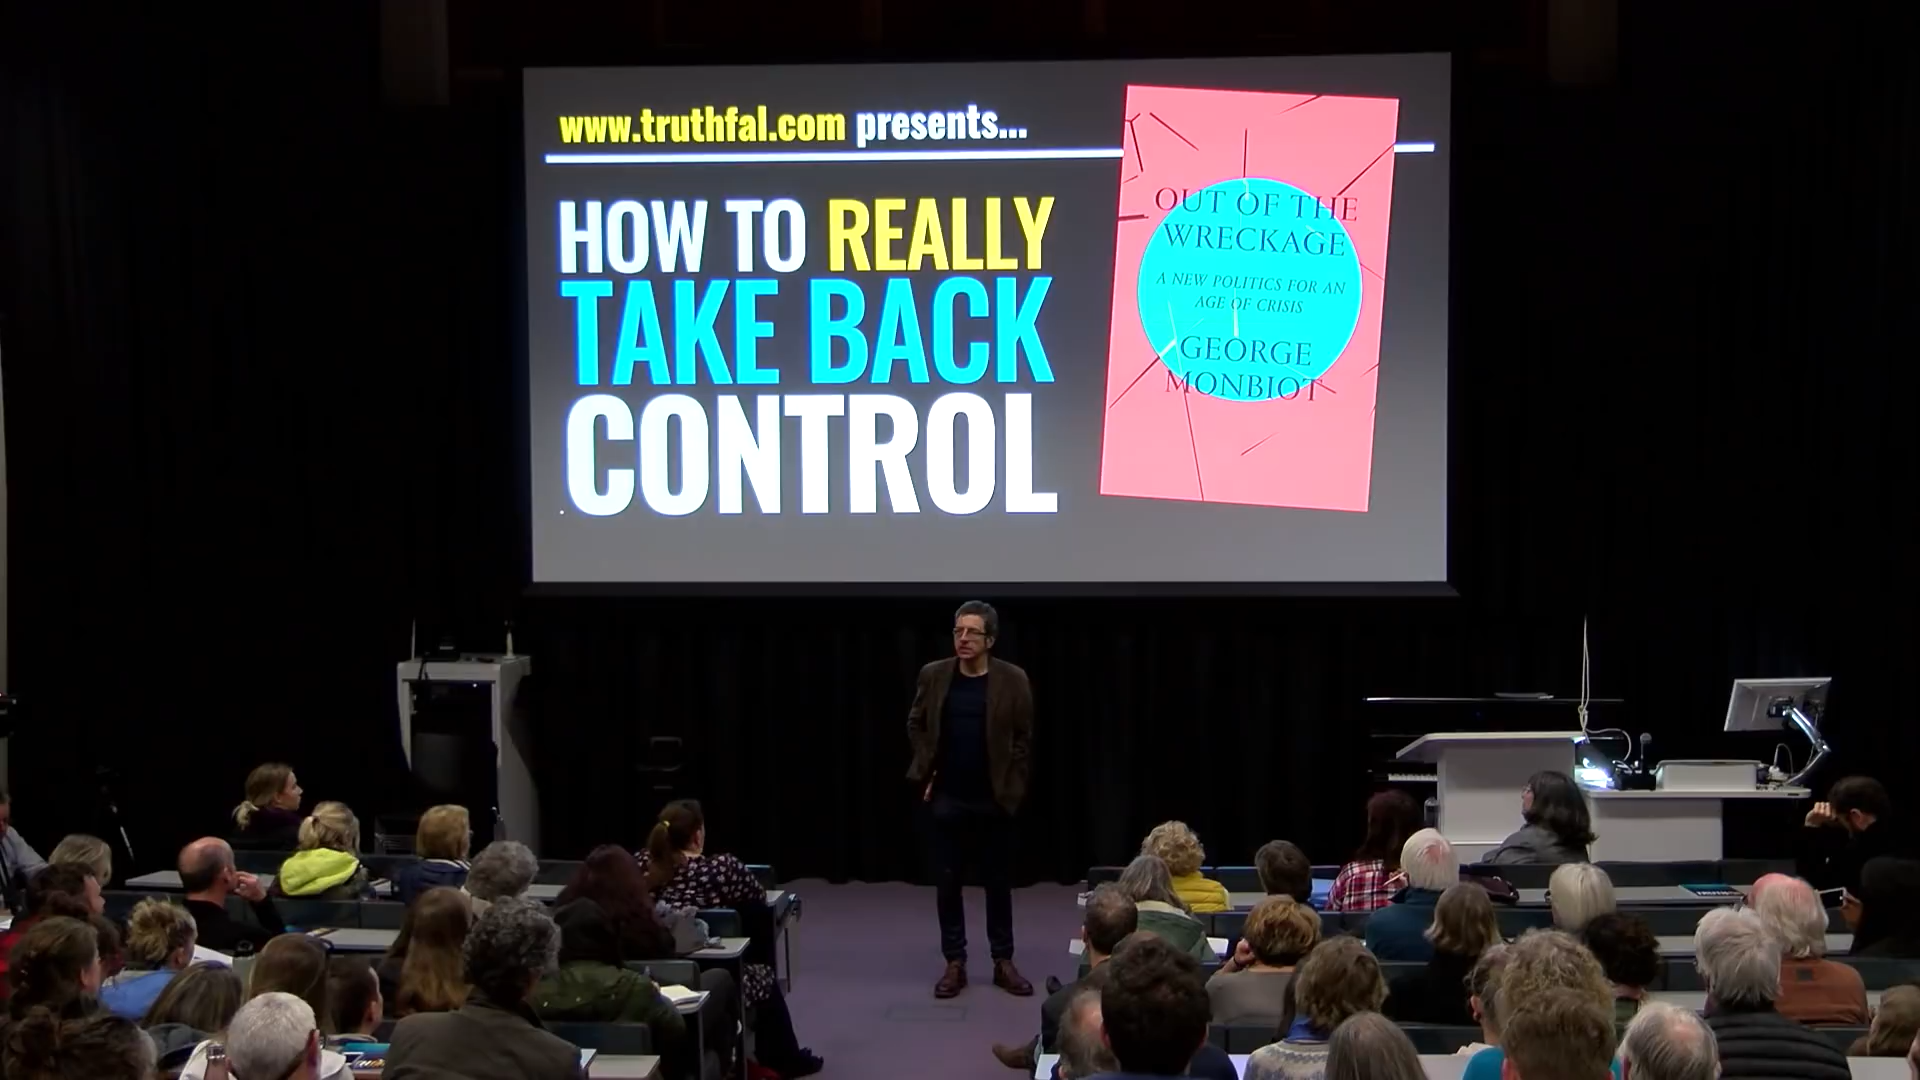 www.truthfal.com presents...
HOW TO REALLY
TAKE BACK
CONTROL
OUT OF THE
WRECKAGE
A NEW POLITICS FOR AN
AGE OF CRISIS
GEORGE
MONBIOT